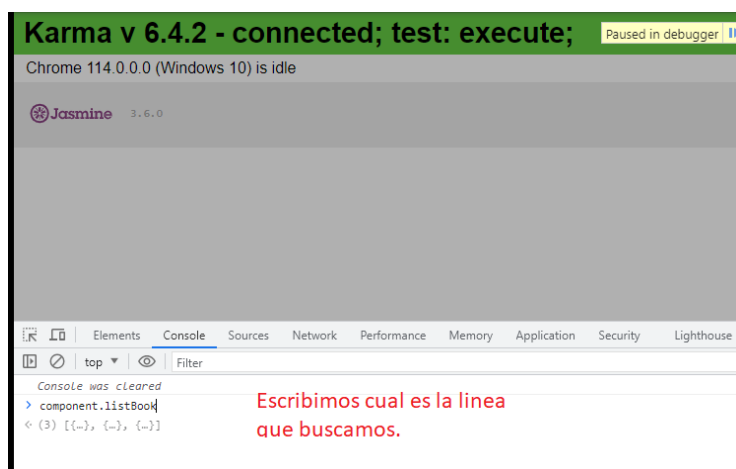 Karma v 6.4.2 - connected; test: execute;
Paused in debugger
Chrome 114.0.0.0 (Windows 10) is idle
Jasmine 3.6.0
Elements Console Sources Network Performance Memory Application Security Lighthouse
top ▼ Filter
Console was cleared
> component.listBook
< (3) [{…}, {…}, {…}]
Escribimos cual es la linea
que buscamos.